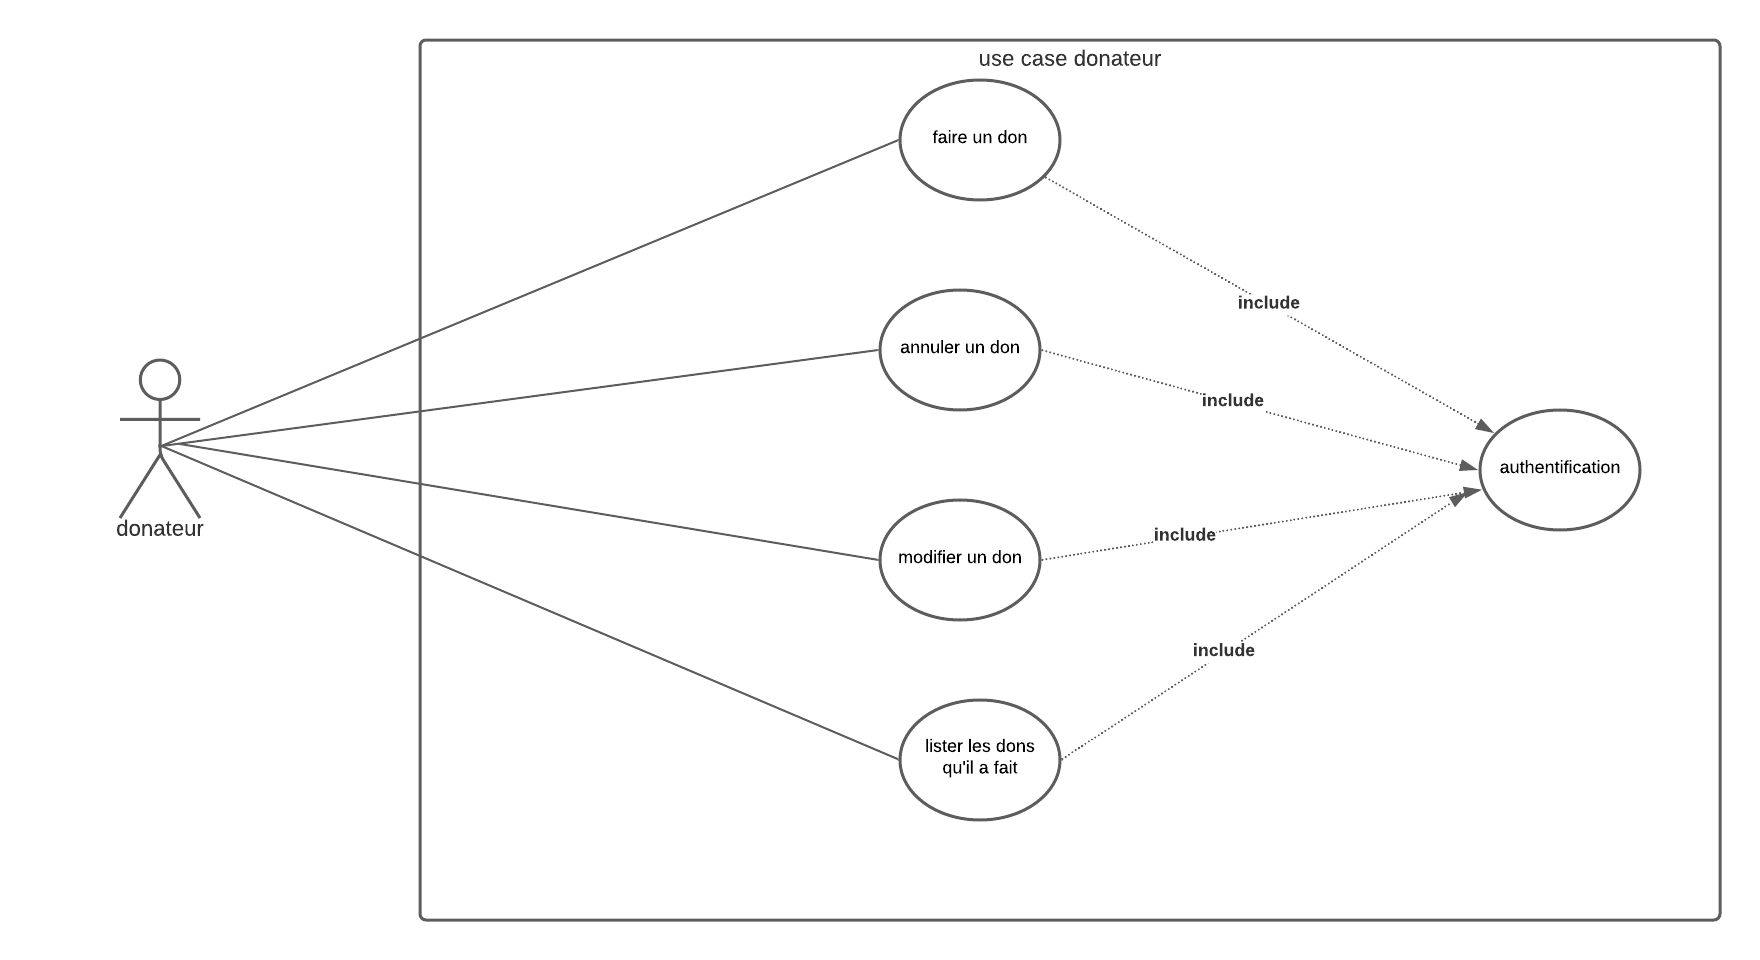 use case donateur
faire un don
include
annuler un don
include
authentification
donateur
modifier un don
include
include
lister les dons
qu'il a fait